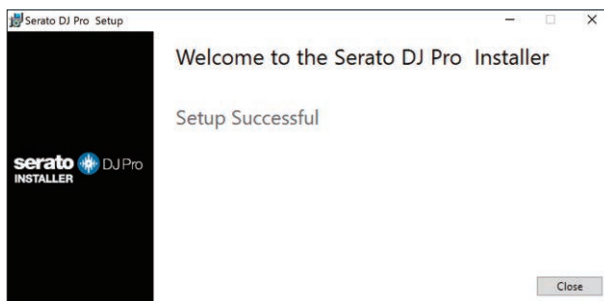 Serato DJ Pro Setup
Welcome to the Serato DJ Pro Installer
Setup Successful
serato DJ Pro
INSTALLER
Close